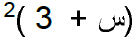 (س + 3 )²